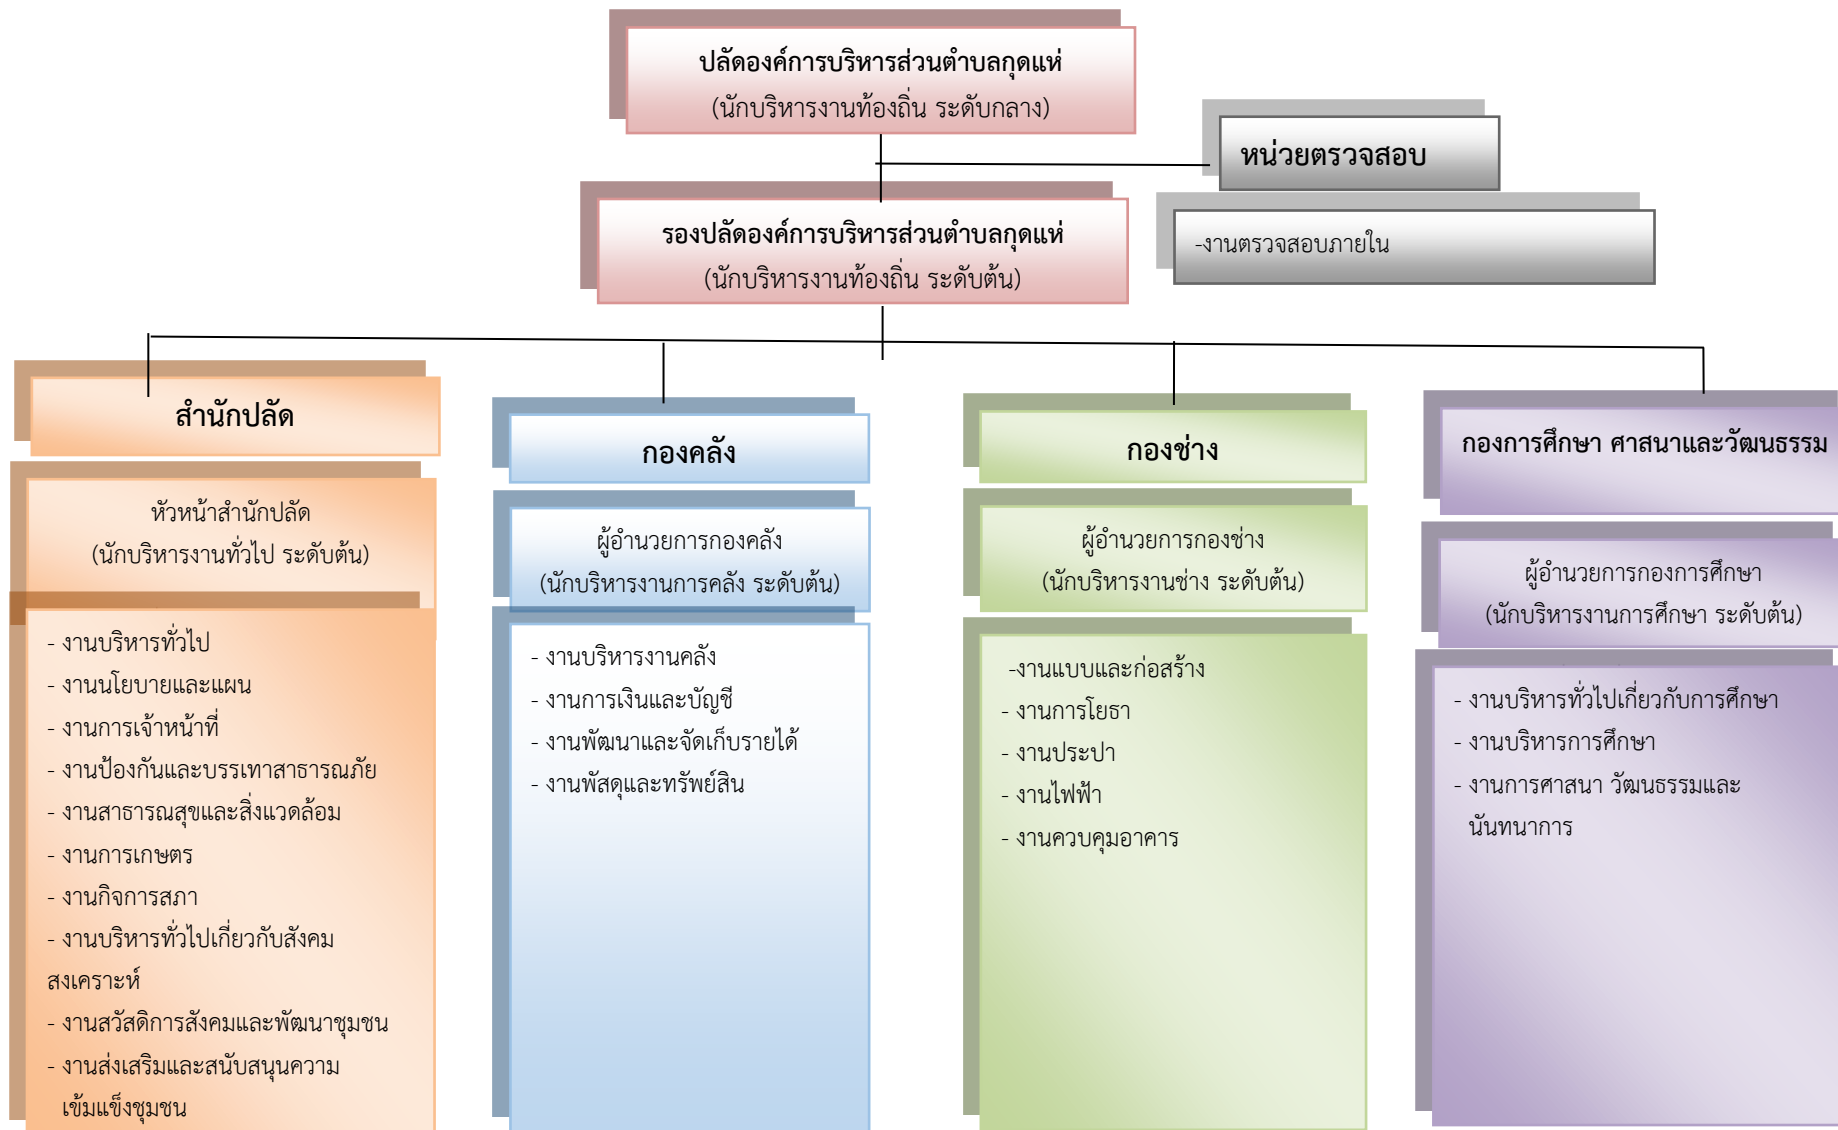 ปลัดองค์การบริหารส่วนตำบลกุดแห่
(นักบริหารงานท้องถิ่น ระดับกลาง)
หน่วยตรวจสอบ
-งานตรวจสอบภายใน
รองปลัดองค์การบริหารส่วนตำบลกุดแห่
(นักบริหารงานท้องถิ่น ระดับต้น)
สำนักปลัด
หัวหน้าสำนักปลัด
(นักบริหารงานทั่วไป ระดับต้น)
- งานบริหารทั่วไป
- งานนโยบายและแผน
- งานการเจ้าหน้าที่
- งานป้องกันและบรรเทาสาธารณภัย
- งานสาธารณสุขและสิ่งแวดล้อม
- งานการเกษตร
- งานกิจการสภา
- งานบริหารทั่วไปเกี่ยวกับสังคม
สงเคราะห์
- งานสวัสดิการสังคมและพัฒนาชุมชน
- งานส่งเสริมและสนับสนุนความ
เข้มแข็งชุมชน
กองคลัง
ผู้อำนวยการกองคลัง
(นักบริหารงานการคลัง ระดับต้น)
- งานบริหารงานคลัง
- งานการเงินและบัญชี
- งานพัฒนาและจัดเก็บรายได้
- งานพัสดุและทรัพย์สิน
กองช่าง
ผู้อำนวยการกองช่าง
(นักบริหารงานช่าง ระดับต้น)
-งานแบบและก่อสร้าง
- งานการโยธา
- งานประปา
- งานไฟฟ้า
- งานควบคุมอาคาร
กองการศึกษา ศาสนาและวัฒนธรรม
ผู้อำนวยการกองการศึกษา
(นักบริหารงานการศึกษา ระดับต้น)
- งานบริหารทั่วไปเกี่ยวกับการศึกษา
- งานบริหารการศึกษา
- งานการศาสนา วัฒนธรรมและ
นันทนาการ